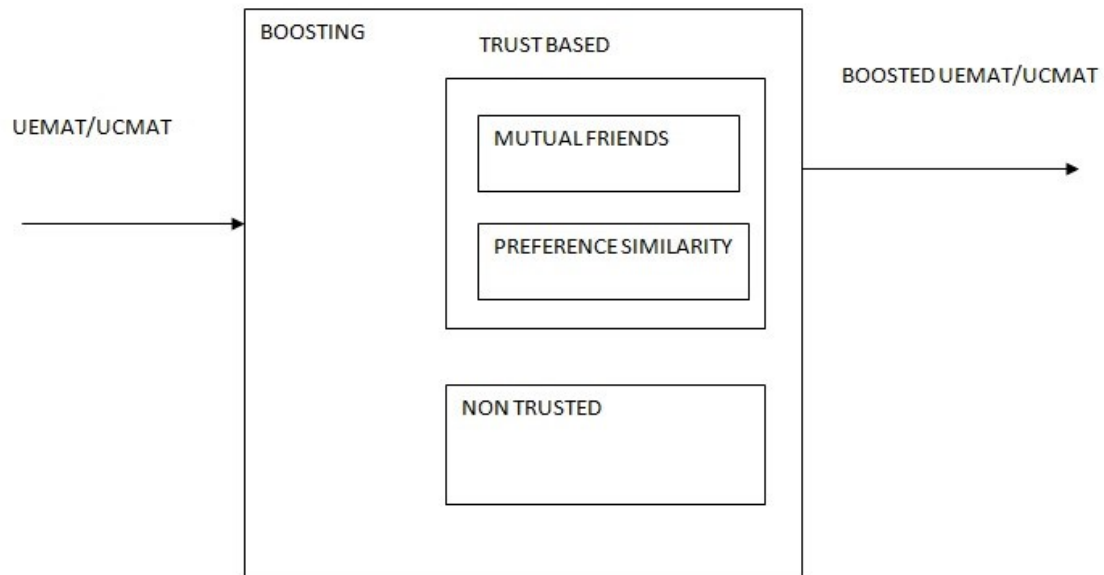 BOOSTING
TRUST BASED
BOOSTED UEMAT/UCMAT
UEMAT/UCMAT
MUTUAL FRIENDS
PREFERENCE SIMILARITY
NON TRUSTED